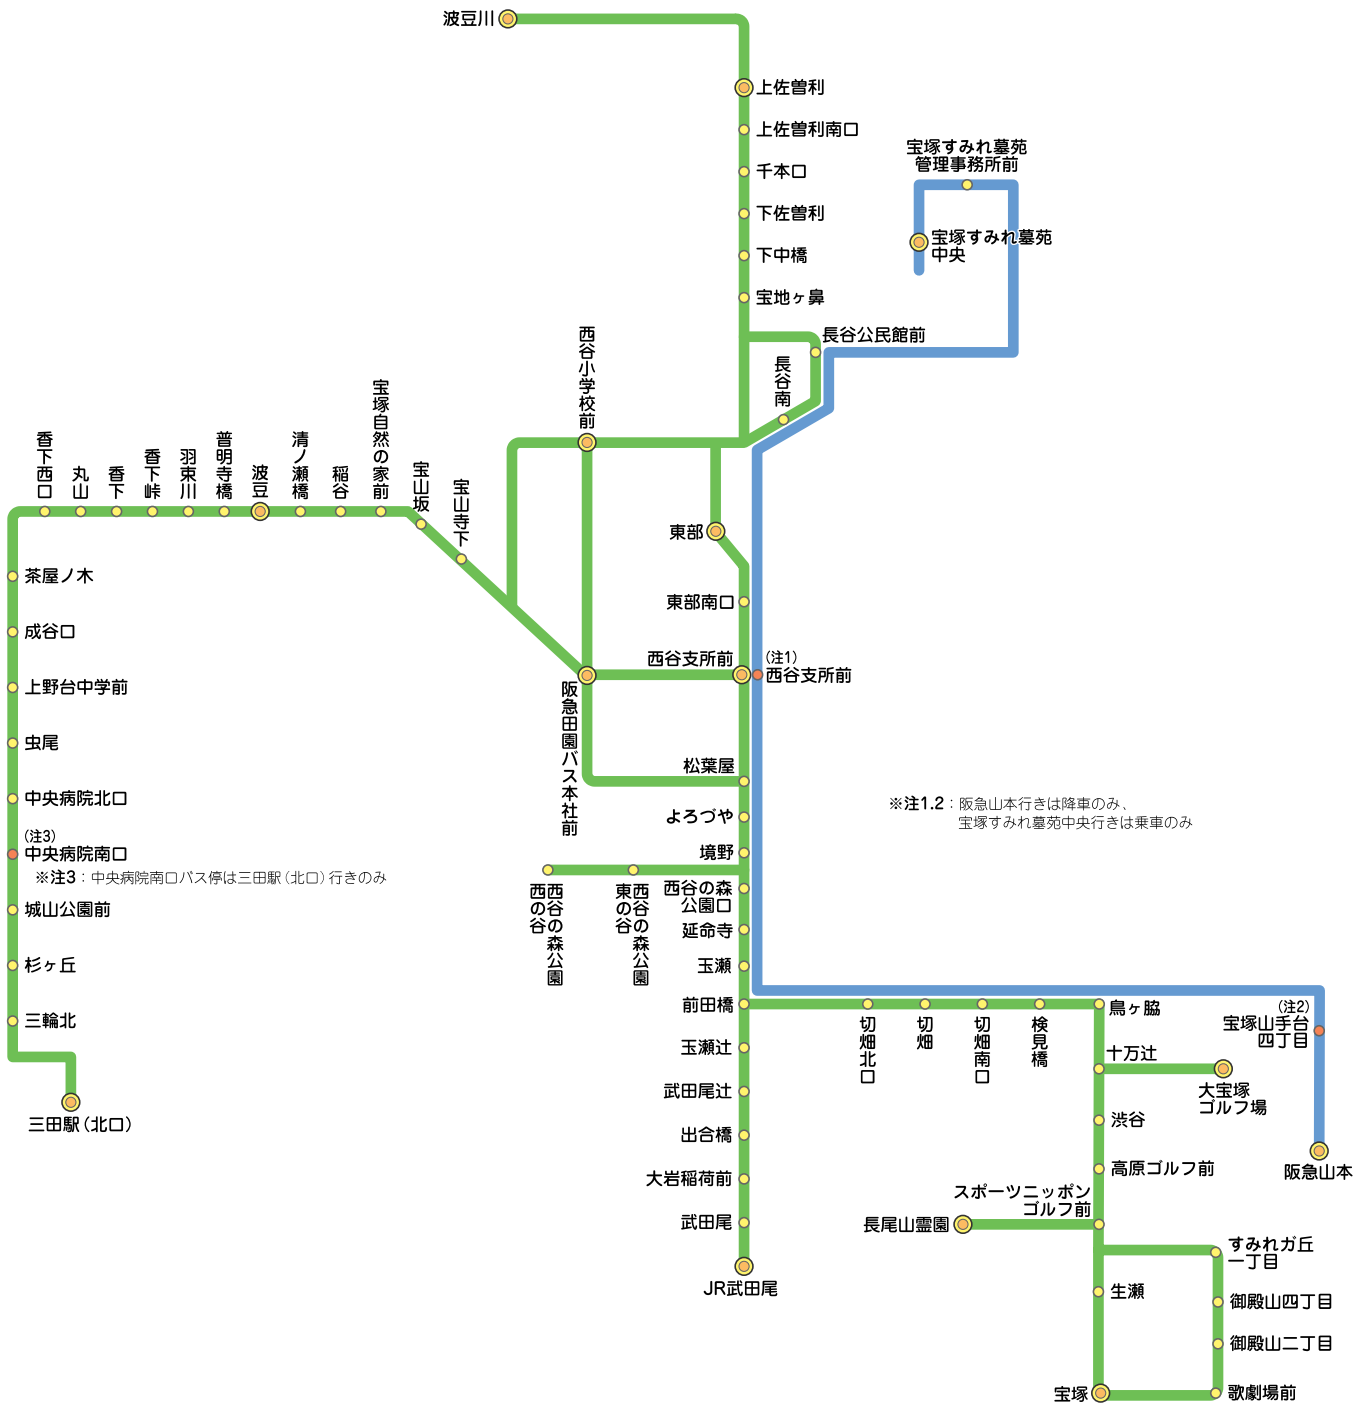 波豆川
上佐曽利
上佐曽利南口
千本口
下佐曽利
下中橋
宝地ヶ鼻
宝塚すみれ墓苑
管理事務所前
宝塚すみれ墓苑
中央
長谷公民館前
長谷南
西谷小学校前
香下西口
丸山
香下
香下峠
羽束川
普明寺橋
波豆
清ノ瀬橋
稲谷
宝塚自然の家前
宝山坂
宝山寺下
東部
東部南口
茶屋ノ木
成谷口
上野台中学前
虫尾
中央病院北口
(注3)
中央病院南口
※注3：中央病院南口バス停は三田駅(北口)行きのみ
城山公園前
杉ヶ丘
三輪北
三田駅(北口)
西谷支所前
(注1)
西谷支所前
阪急田園バス本社前
松葉屋
よろづや
境野
※注1.2：阪急山本行きは降車のみ、
宝塚すみれ墓苑中央行きは乗車のみ
西谷の森公園
西の谷
西谷の森公園
東の谷
西谷の森
公園口
延命寺
玉瀬
前田橋
切畑北口
切畑
切畑南口
検見橋
鳥ヶ脇
(注2)
宝塚山手台
四丁目
十万辻
大宝塚
ゴルフ場
阪急山本
玉瀬辻
武田尾辻
出合橋
大岩稲荷前
武田尾
JR武田尾
渋谷
高原ゴルフ前
スポーツニッポン
ゴルフ前
長尾山霊園
すみれガ丘
一丁目
生瀬
御殿山四丁目
御殿山二丁目
宝塚
歌劇場前